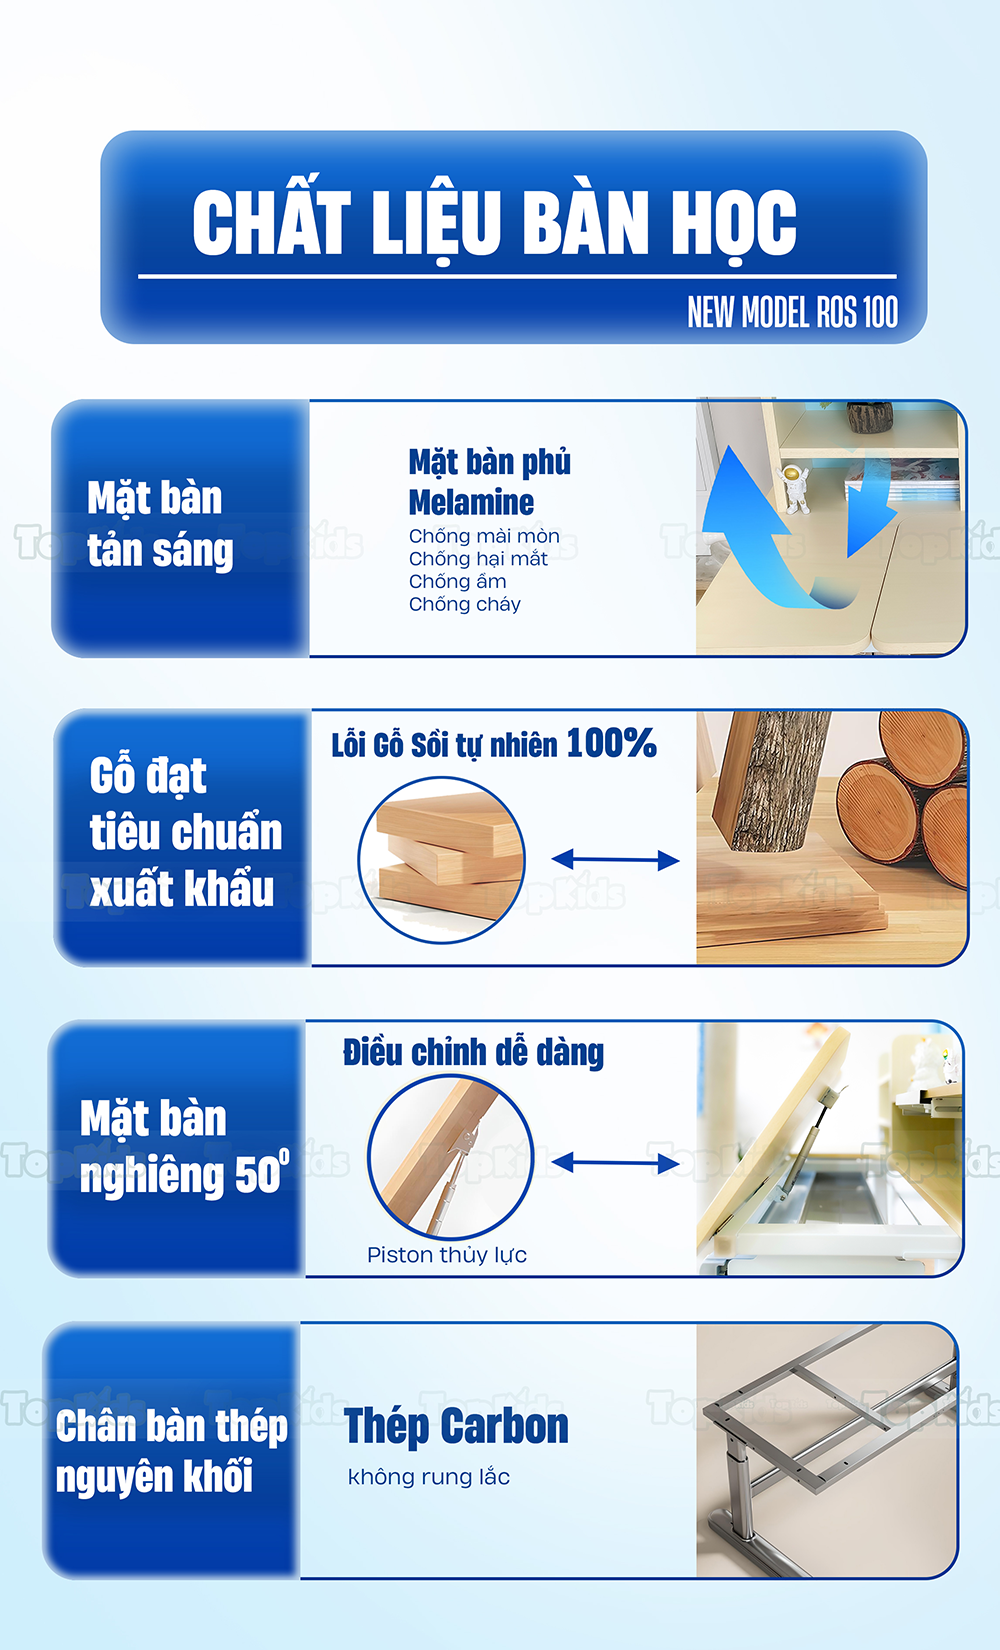 CHẤT LIỆU BÀN HỌC
NEW MODEL ROS 100
Mặt bàn
tản sáng
Mặt bàn phủ
Melamine
Chống mài mòn
Chống hại mắt
Chống ẩm
Chống cháy
Gỗ đạt
tiêu chuẩn
xuất khẩu
Lỗi Gỗ Sồi tự nhiên 100%
Mặt bàn
nghiêng 50⁰
Điều chỉnh dễ dàng
Piston thủy lực
Chân bàn thép
nguyên khối
Thép Carbon
không rung lắc
TopKids